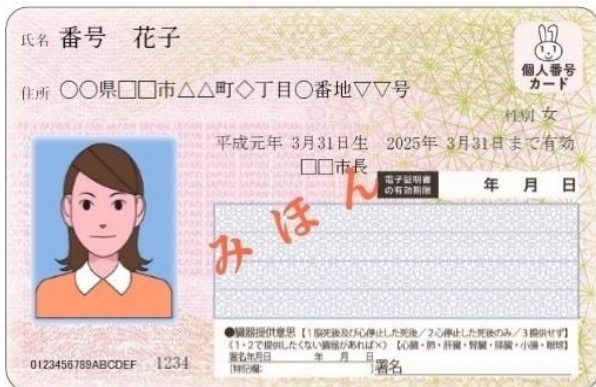 氏名 番号 花子
個人番号
カード
住所 ○○県□□市△△町◇丁目○番地▽▽号
性別 女
平成元年 3月31日生 2025年 3月31日まで有効
□□市長
電子証明書
の有効期限 年 月 日
みほん
●臓器提供意思【1脳死後及び心停止した死後/2心停止した死後のみ/3提供せず】
《1・2で提供したくない臓器があれば×》【心臓・肺・肝臓・腎臓・膵臓・小腸・眼球】
署名年月日 年 月 日
[特記欄: ] 署名
0123456789ABCDEF 1234